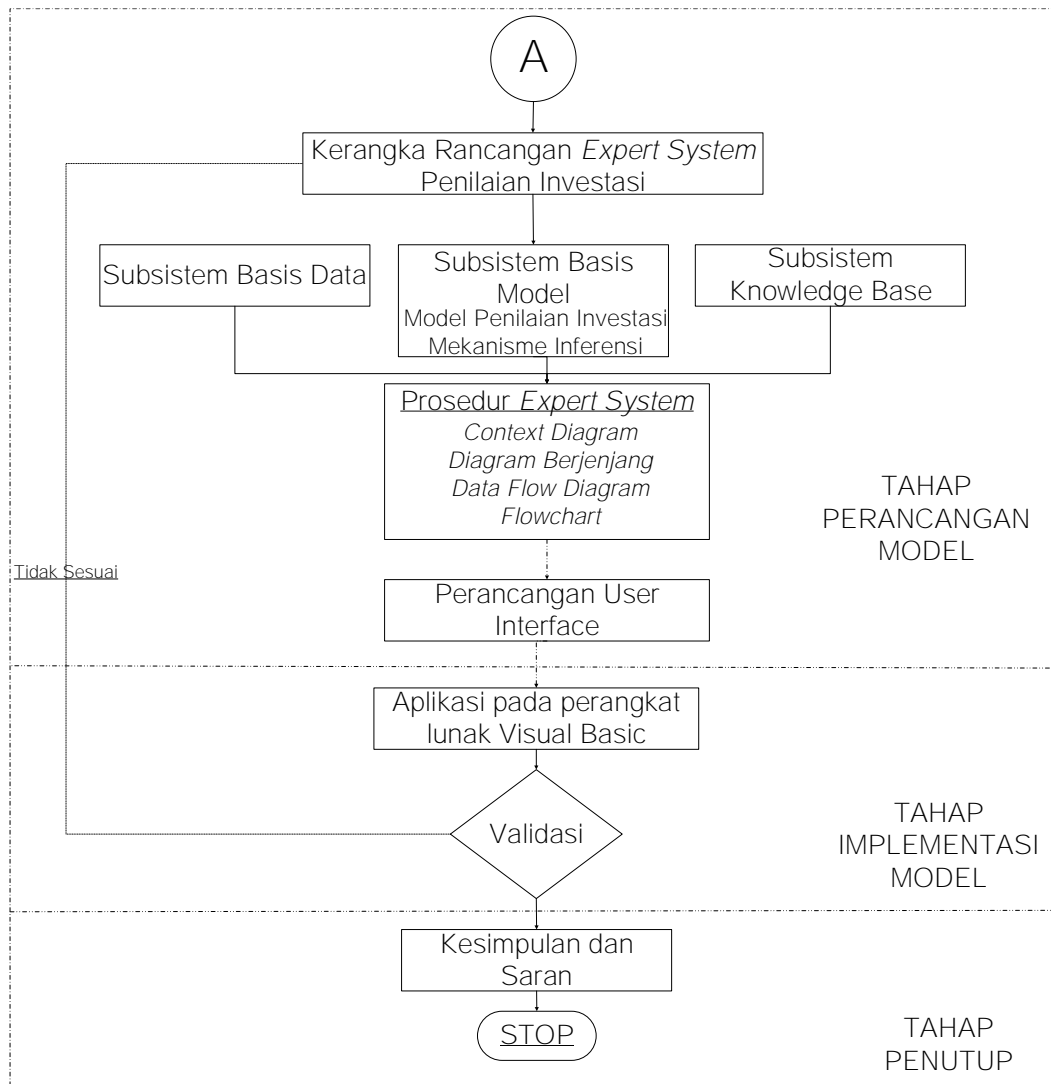 A
Kerangka Rancangan Expert System
Penilaian Investasi
Subsistem Basis Data
Subsistem Basis
Model
Model Penilaian Investasi
Mekanisme Inferensi
Subsistem
Knowledge Base
Prosedur Expert System
Context Diagram
Diagram Berjenjang
Data Flow Diagram
Flowchart
TAHAP
PERANCANGAN
MODEL
Tidak Sesuai
Perancangan User
Interface
Aplikasi pada perangkat
lunak Visual Basic
Validasi
TAHAP
IMPLEMENTASI
MODEL
Kesimpulan dan
Saran
STOP
TAHAP
PENUTUP